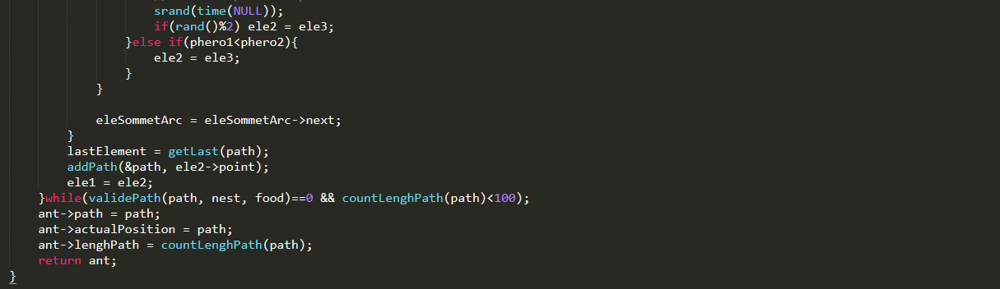 srand(time(NULL));
if(rand()%2) ele2 = ele3;
}else if(phero1<phero2){
ele2 = ele3;
}
}
eleSommetArc = eleSommetArc->next;
}
lastElement = getLast(path);
addPath(&path, ele2->point);
ele1 = ele2;
}while(validePath(path, nest, food)==0 && countLenghPath(path)<100);
ant->path = path;
ant->actualPosition = path;
ant->lenghPath = countLenghPath(path);
return ant;
}